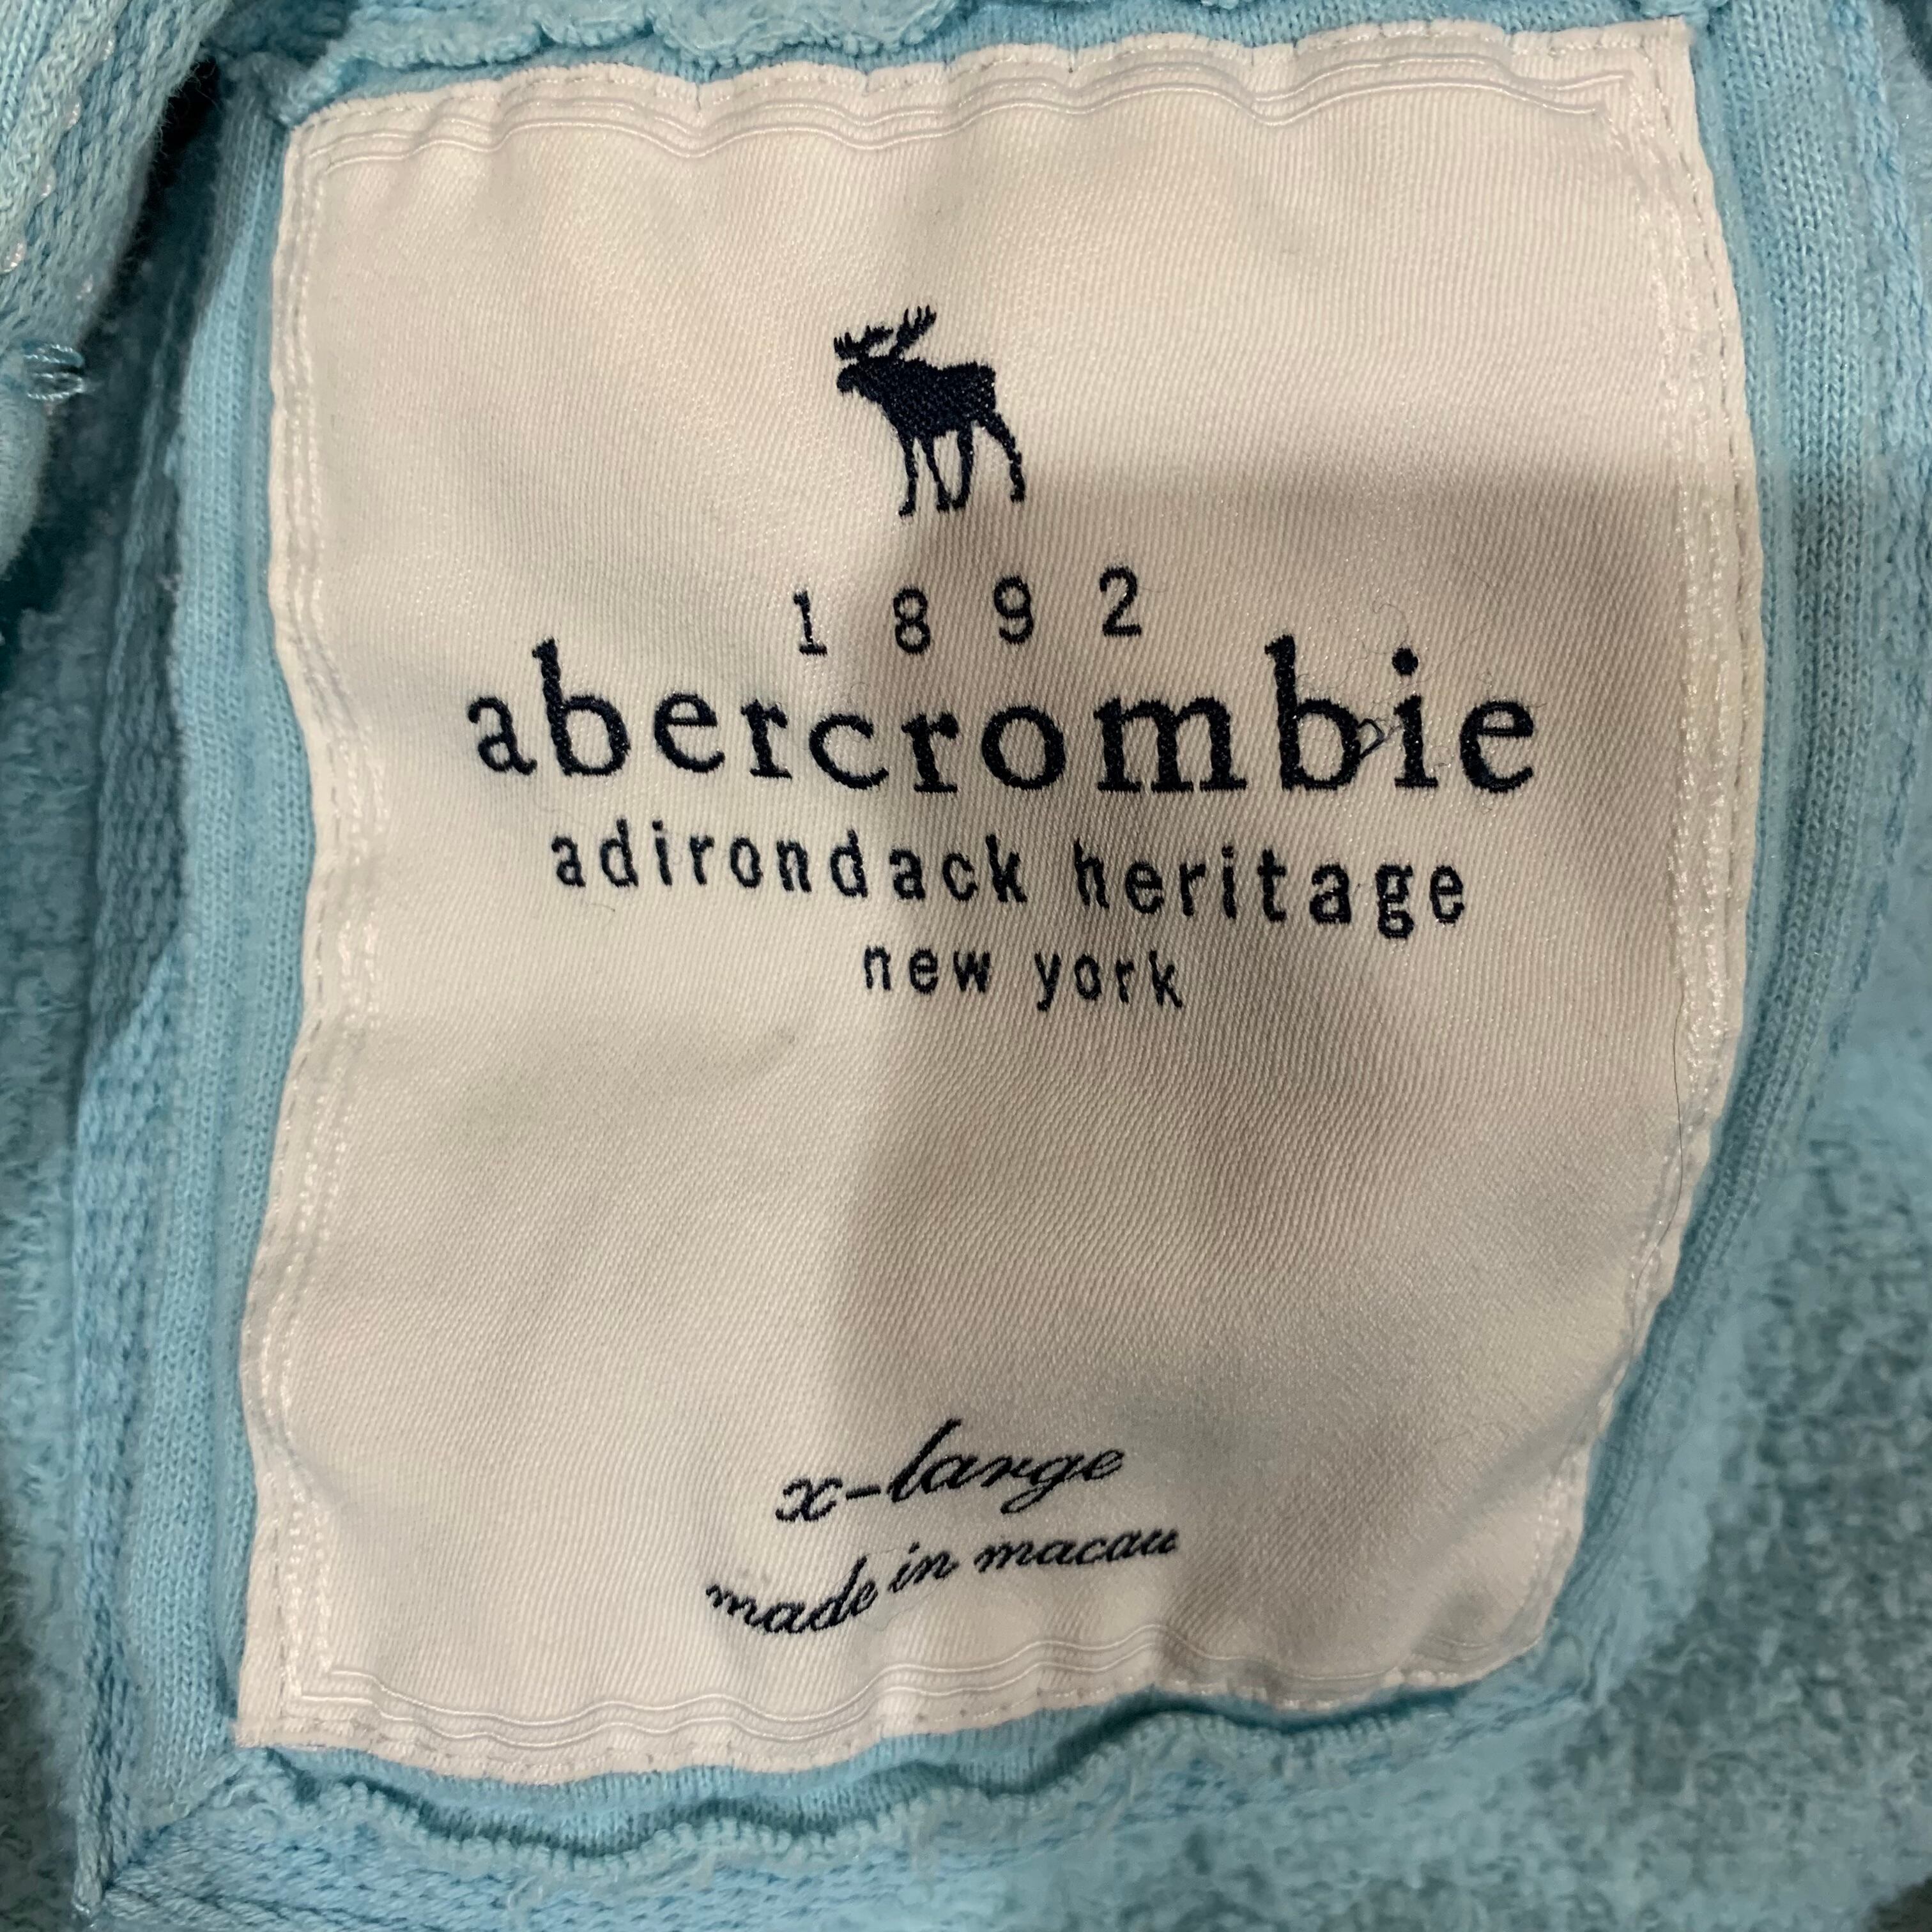 1892
abercrombie
adirondack heritage
new york
x-large
made in macau